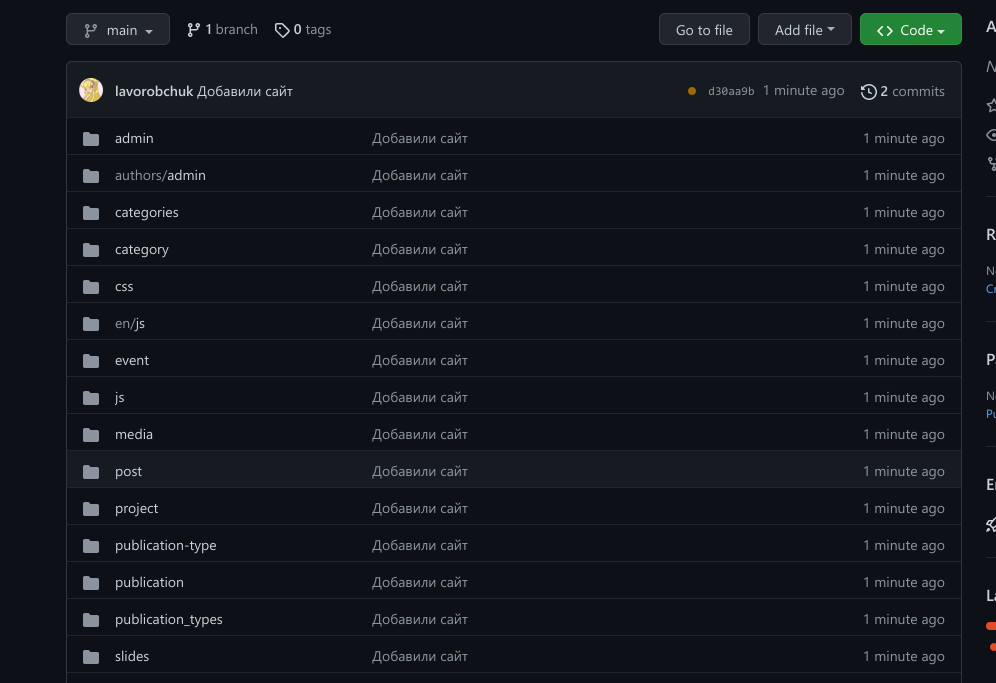 main 1 branch 0 tags Go to file Add file Code
lavorobchuk Добавили сайт d30aa9b 1 minute ago 2 commits
admin Добавили сайт 1 minute ago
authors/admin Добавили сайт 1 minute ago
categories Добавили сайт 1 minute ago
category Добавили сайт 1 minute ago
css Добавили сайт 1 minute ago
en/js Добавили сайт 1 minute ago
event Добавили сайт 1 minute ago
js Добавили сайт 1 minute ago
media Добавили сайт 1 minute ago
post Добавили сайт 1 minute ago
project Добавили сайт 1 minute ago
publication-type Добавили сайт 1 minute ago
publication Добавили сайт 1 minute ago
publication_types Добавили сайт 1 minute ago
slides Добавили сайт 1 minute ago